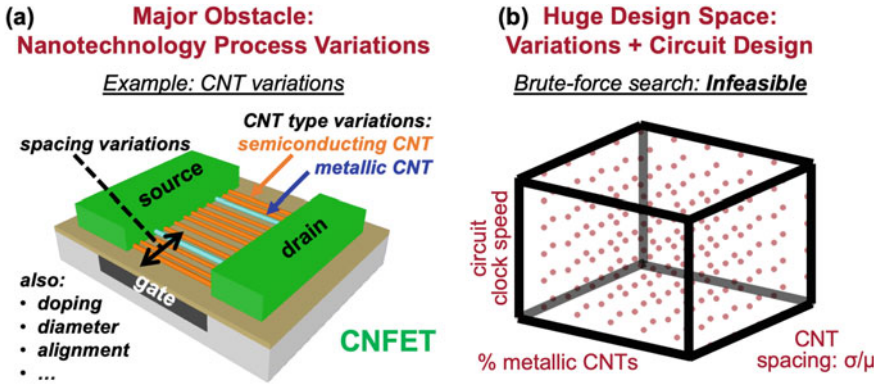 (a)
Major Obstacle:
Nanotechnology Process Variations
Example: CNT variations
CNT type variations:
spacing variations
semiconducting CNT
metallic CNT
source
drain
gate
also:
• doping
• diameter
• alignment
• ...
CNFET
(b)
Huge Design Space:
Variations + Circuit Design
Brute-force search: Infeasible
circuit
clock speed
% metallic CNTs
CNT
spacing: σ/μ